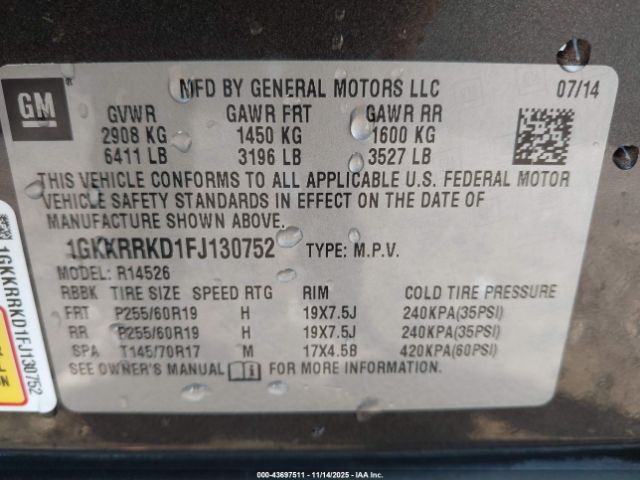 GM
MFD BY GENERAL MOTORS LLC 07/14
GVWR GAWR FRT GAWR RR
2908 KG 1450 KG 1600 KG
6411 LB 3196 LB 3527 LB
THIS VEHICLE CONFORMS TO ALL APPLICABLE U.S. FEDERAL MOTOR
VEHICLE SAFETY STANDARDS IN EFFECT ON THE DATE OF
MANUFACTURE SHOWN ABOVE.
1GKKRRKD1FJ130752 TYPE: M.P.V.
MODEL: R14526
RBBK TIRE SIZE SPEED RTG RIM COLD TIRE PRESSURE
FRT P255/60R19 H 19X7.5J 240KPA(35PSI)
RR P255/60R19 H 19X7.5J 240KPA(35PSI)
SPA T145/70R17 M 17X4.5B 420KPA(60PSI)
SEE OWNER'S MANUAL FOR MORE INFORMATION.
1GKKRRKD1FJ130752
000-43697511 - 11/14/2025 - IAAI, Inc.